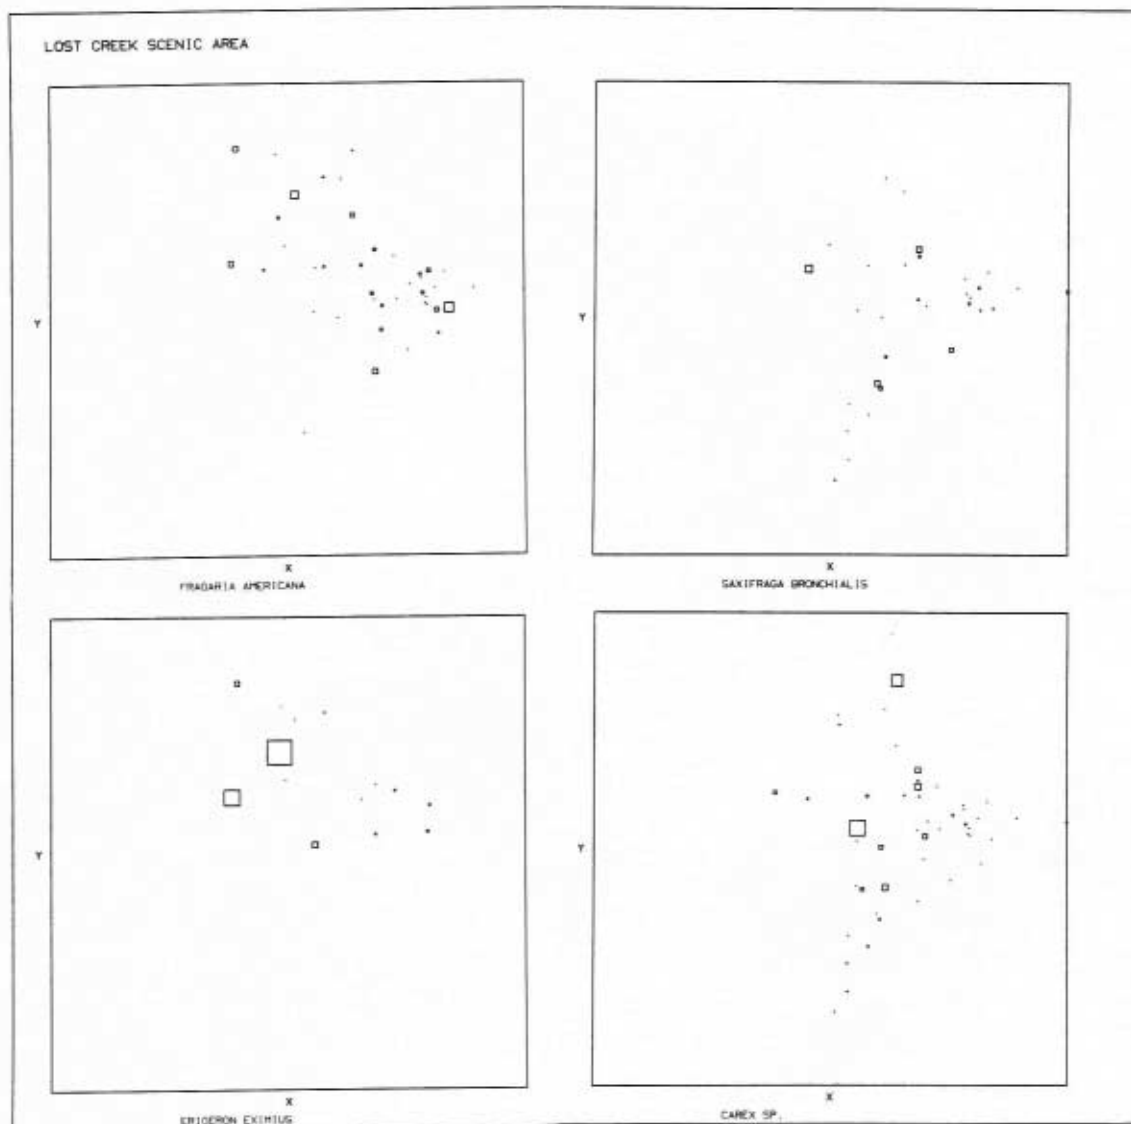 LOST CREEK SCENIC AREA
Y
X
FRAGARIA AMERICANA
Y
X
SAXIFRAGA BRONCHIALIS
Y
X
ERIGERON EXIMIUS
Y
X
CAREX SP.